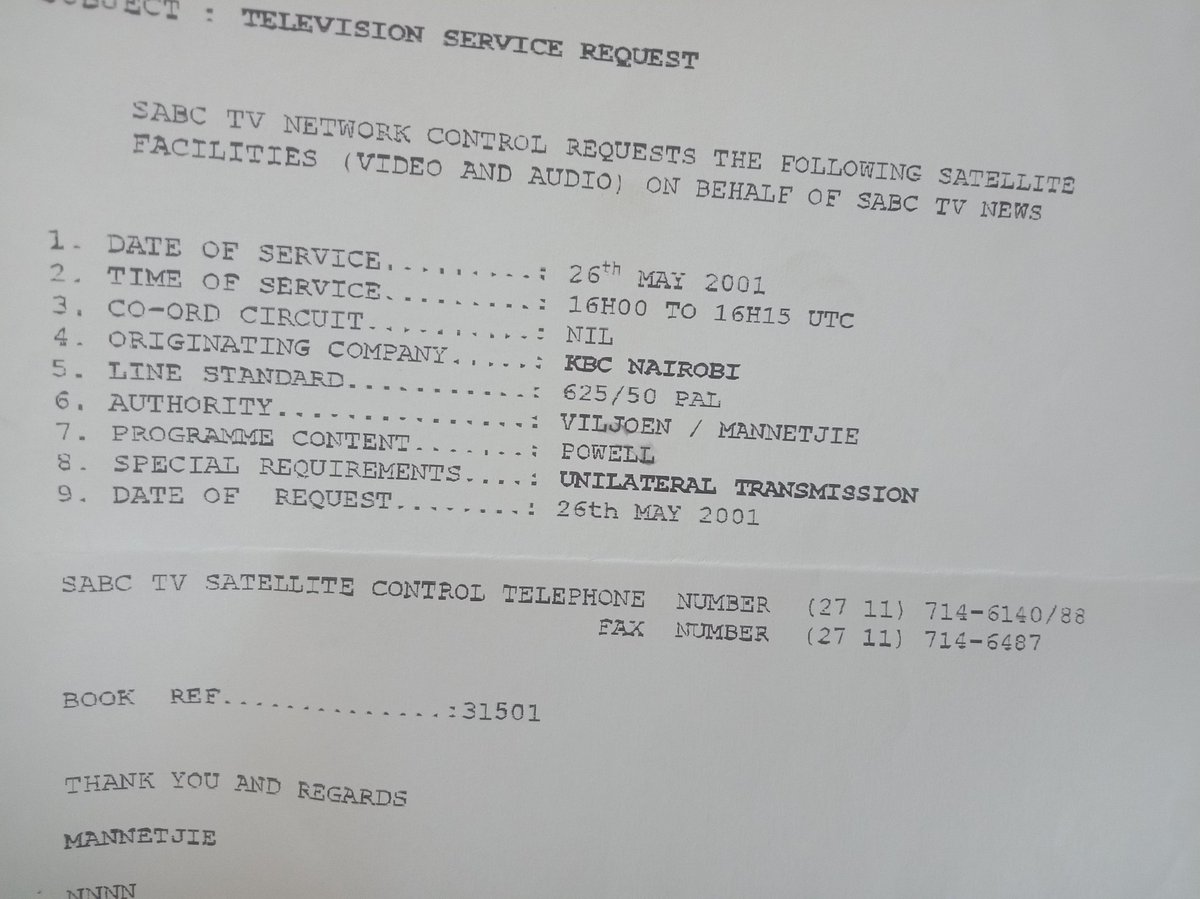 SUBJECT : TELEVISION SERVICE REQUEST
SABC TV NETWORK CONTROL REQUESTS THE FOLLOWING SATELLITE
FACILITIES (VIDEO AND AUDIO) ON BEHALF OF SABC TV NEWS
1. DATE OF SERVICE.........: 26th MAY 2001
2. TIME OF SERVICE.........: 16H00 TO 16H15 UTC
3. CO-ORD CIRCUIT..........: NIL
4. ORIGINATING COMPANY.....: KBC NAIROBI
5. LINE STANDARD...........: 625/50 PAL
6. AUTHORITY...............: VILJOEN / MANNETJIE
7. PROGRAMME CONTENT.......: POWELL
8. SPECIAL REQUIREMENTS....: UNILATERAL TRANSMISSION
9. DATE OF REQUEST........: 26th MAY 2001
SABC TV SATELLITE CONTROL TELEPHONE NUMBER (27 11) 714-6140/88
FAX NUMBER (27 11) 714-6487
BOOK REF..............:31501
THANK YOU AND REGARDS
MANNETJIE
NNNN